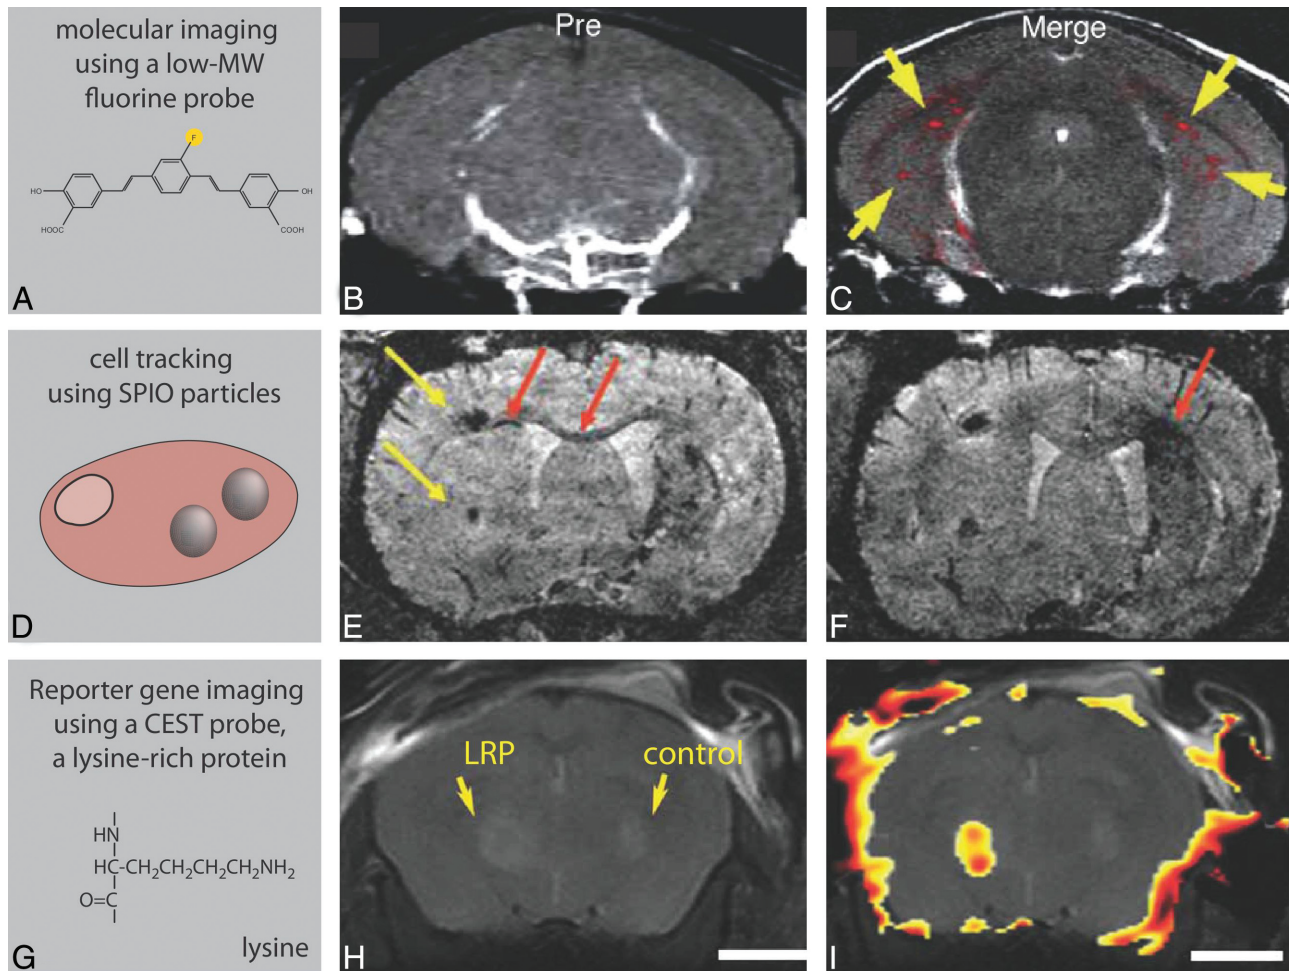 molecular imaging
using a low-MW
fluorine probe
F
HO
OH
HOOC
COOH
A
Pre
B
Merge
C
cell tracking
using SPIO particles
D
E
F
Reporter gene imaging
using a CEST probe,
a lysine-rich protein
HN
HC-CH₂CH₂CH₂CH₂NH₂
O=C
lysine
G
LRP
control
H
I